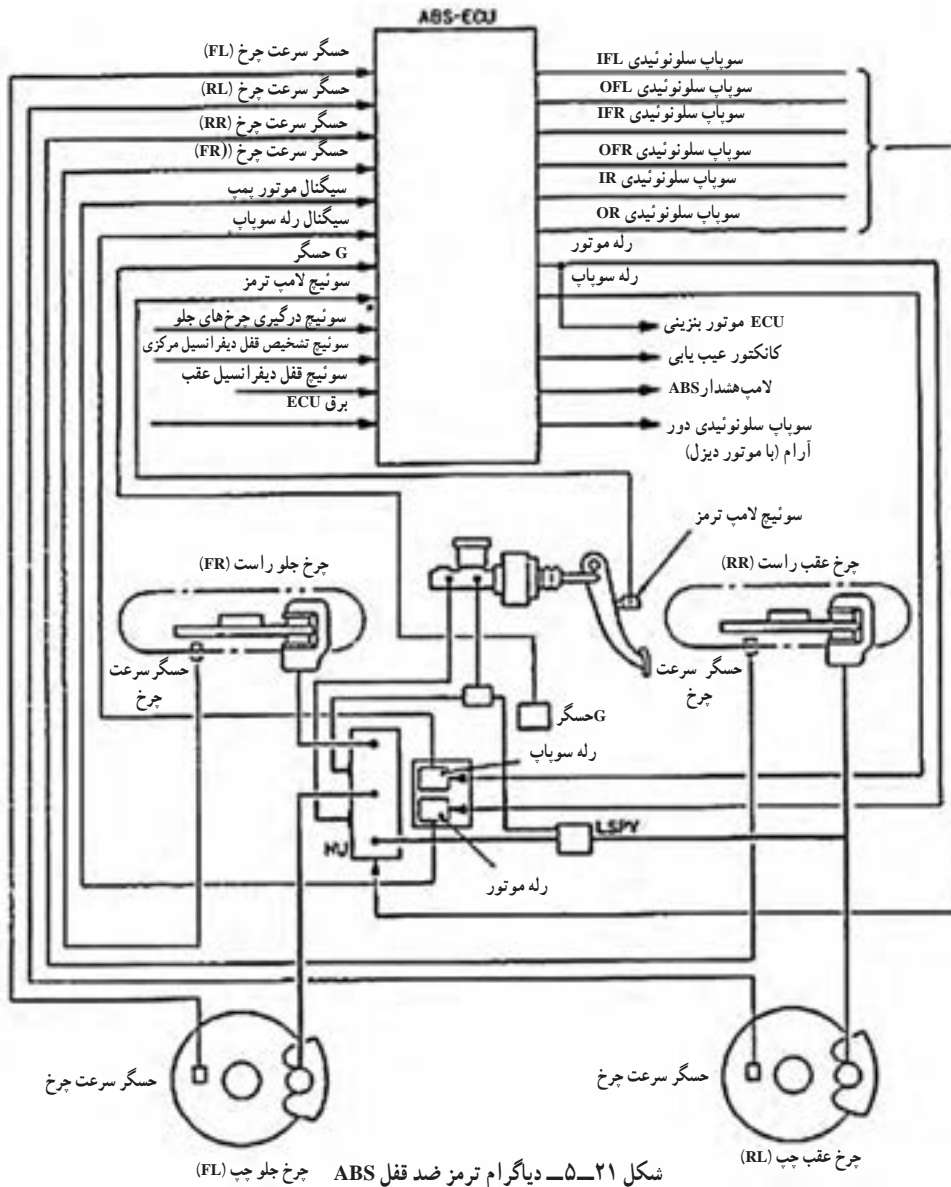 ABS-ECU
حسگر سرعت چرخ (FL)
حسگر سرعت چرخ (RL)
حسگر سرعت چرخ (RR)
حسگر سرعت چرخ ((FR)
سیگنال موتور پمپ
سیگنال رله سوپاپ
G حسگر
سوئیچ لامپ ترمز
سوئیچ درگیری چرخ‌های جلو
سوئیچ تشخیص قفل دیفرانسیل مرکزی
سوئیچ قفل دیفرانسیل عقب
برق ECU
سوپاپ سلونوئیدی IFL
سوپاپ سلونوئیدی OFL
سوپاپ سلونوئیدی IFR
سوپاپ سلونوئیدی OFR
سوپاپ سلونوئیدی IR
سوپاپ سلونوئیدی OR
رله موتور
رله سوپاپ
ECU موتور بنزینی
کانکتور عیب یابی
لامپ هشدار ABS
سوپاپ سلونوئیدی دور
آرام (با موتور دیزل)
سوئیچ لامپ ترمز
چرخ عقب راست (RR)
چرخ جلو راست (FR)
حسگر سرعت
چرخ
حسگر سرعت
چرخ
G حسگر
رله سوپاپ
LSPV
HU
رله موتور
حسگر سرعت چرخ
حسگر سرعت چرخ
چرخ عقب چپ (RL)
چرخ جلو چپ (FL)
شکل ۲۱ــ۵ــ دیاگرام ترمز ضد قفل ABS